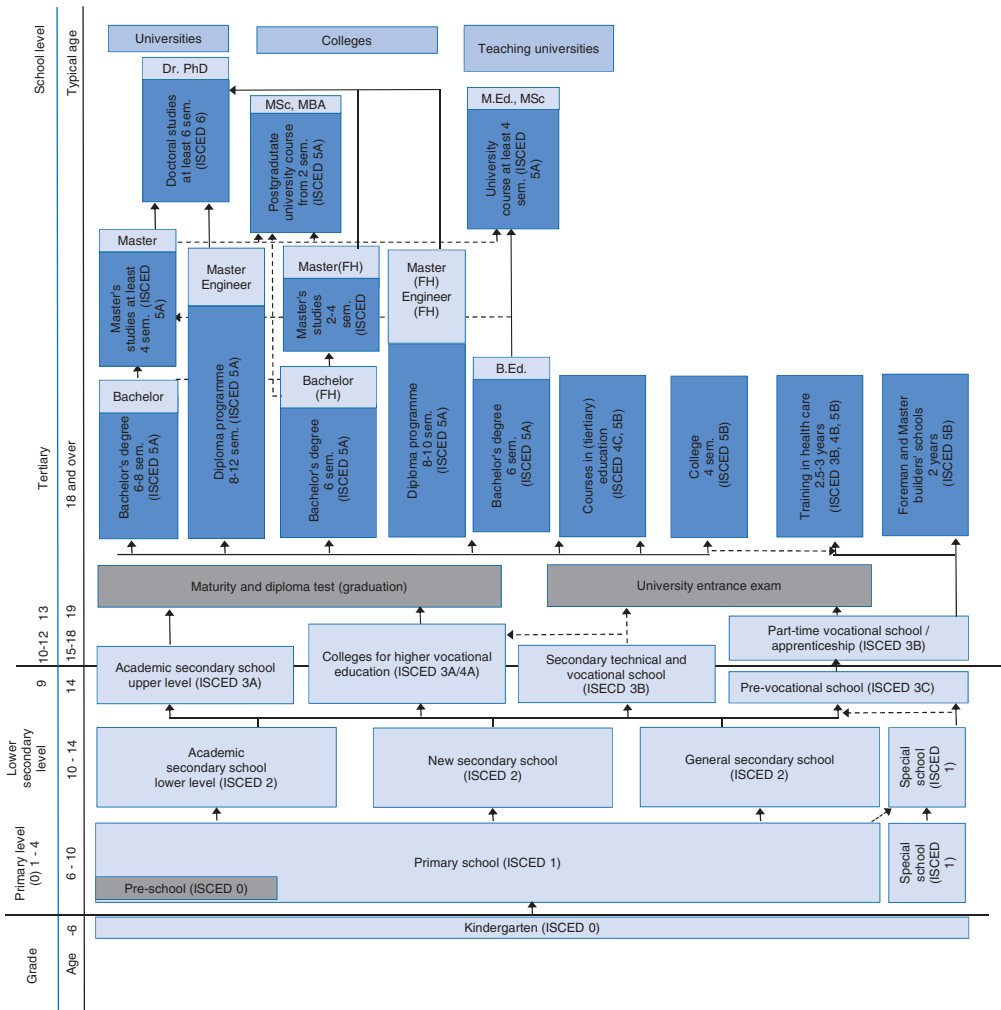 School level
Typical age
Universities
Colleges
Teaching universities
Dr. PhD
Doctoral studies
at least 6 sem.
(ISCED 6)
MSc, MBA
Postgradutate
university course
from 2 sem.
(ISCED 5A)
M.Ed., MSc
University
course at least 4
sem. (ISCED
5A)
Master
Master's
studies at least
4 sem. (ISCED
5A)
Master
Engineer
Diploma programme
8-12 sem. (ISCED 5A)
Master(FH)
Master's
studies
2-4
sem.
(ISCED
Master
(FH)
Engineer
(FH)
Diploma programme
8-10 sem.
(ISCED 5A)
Tertiary
18 and over
Bachelor
Bachelor's degree
6-8 sem.
(ISCED 5A)
Bachelor
(FH)
Bachelor's degree
6 sem.
(ISCED 5A)
B.Ed.
Bachelor's degree
6 sem.
(ISCED 5A)
Courses in (tertiary)
education
(ISCED 4C, 5B)
College
4 sem.
(ISCED 5B)
Training in health care
2.5-3 years
(ISCED 3B, 4B, 5B)
Foreman and Master
builders' schools
2 years
(ISCED 5B)
Maturity and diploma test (graduation)
University entrance exam
13
19
10-12
15-18
9
14
Academic secondary school
upper level (ISCED 3A)
Colleges for higher vocational
education (ISCED 3A/4A)
Secondary technical and
vocational school
(ISECD 3B)
Part-time vocational school /
apprenticeship (ISCED 3B)
Pre-vocational school (ISCED 3C)
Lower
secondary
level
10 - 14
Academic
secondary school
lower level (ISCED 2)
New secondary school
(ISCED 2)
General secondary school
(ISCED 2)
Special
school
(ISCED
1)
Primary level
(0) 1 - 4
6 - 10
Primary school (ISCED 1)
Pre-school (ISCED 0)
Special
school
(ISCED
1)
-6
Kindergarten (ISCED 0)
Grade
Age